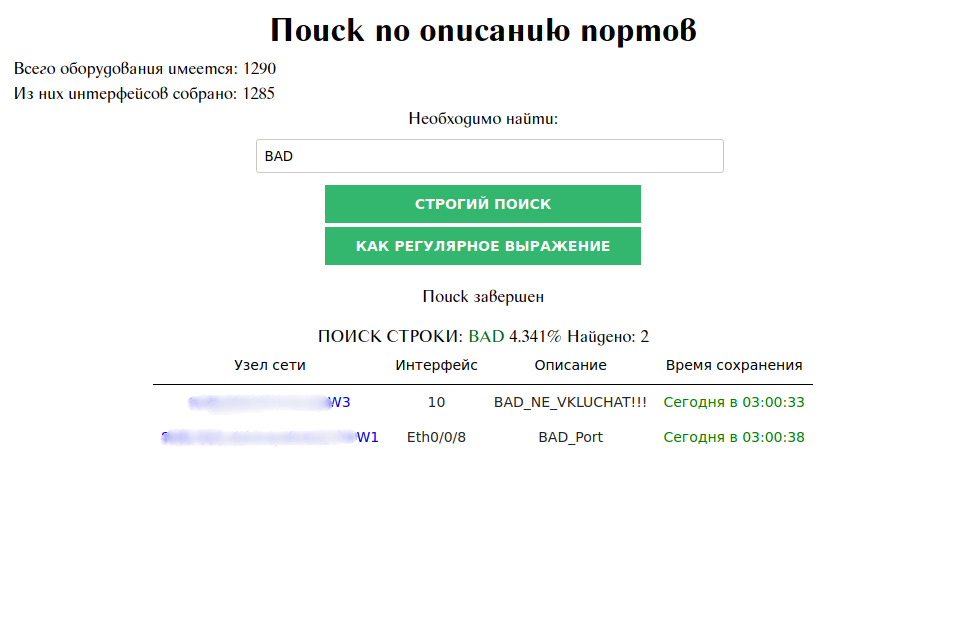 Поиск по описанию портов
Всего оборудования имеется: 1290
Из них интерфейсов собрано: 1285
Необходимо найти:
BAD
СТРОГИЙ ПОИСК
КАК РЕГУЛЯРНОЕ ВЫРАЖЕНИЕ
Поиск завершен
ПОИСК СТРОКИ: BAD 4.341% Найдено: 2
Узел сети Интерфейс Описание Время сохранения
W3 10 BAD_NE_VKLUCHAT!!! Сегодня в 03:00:33
W1 Eth0/0/8 BAD_Port Сегодня в 03:00:38